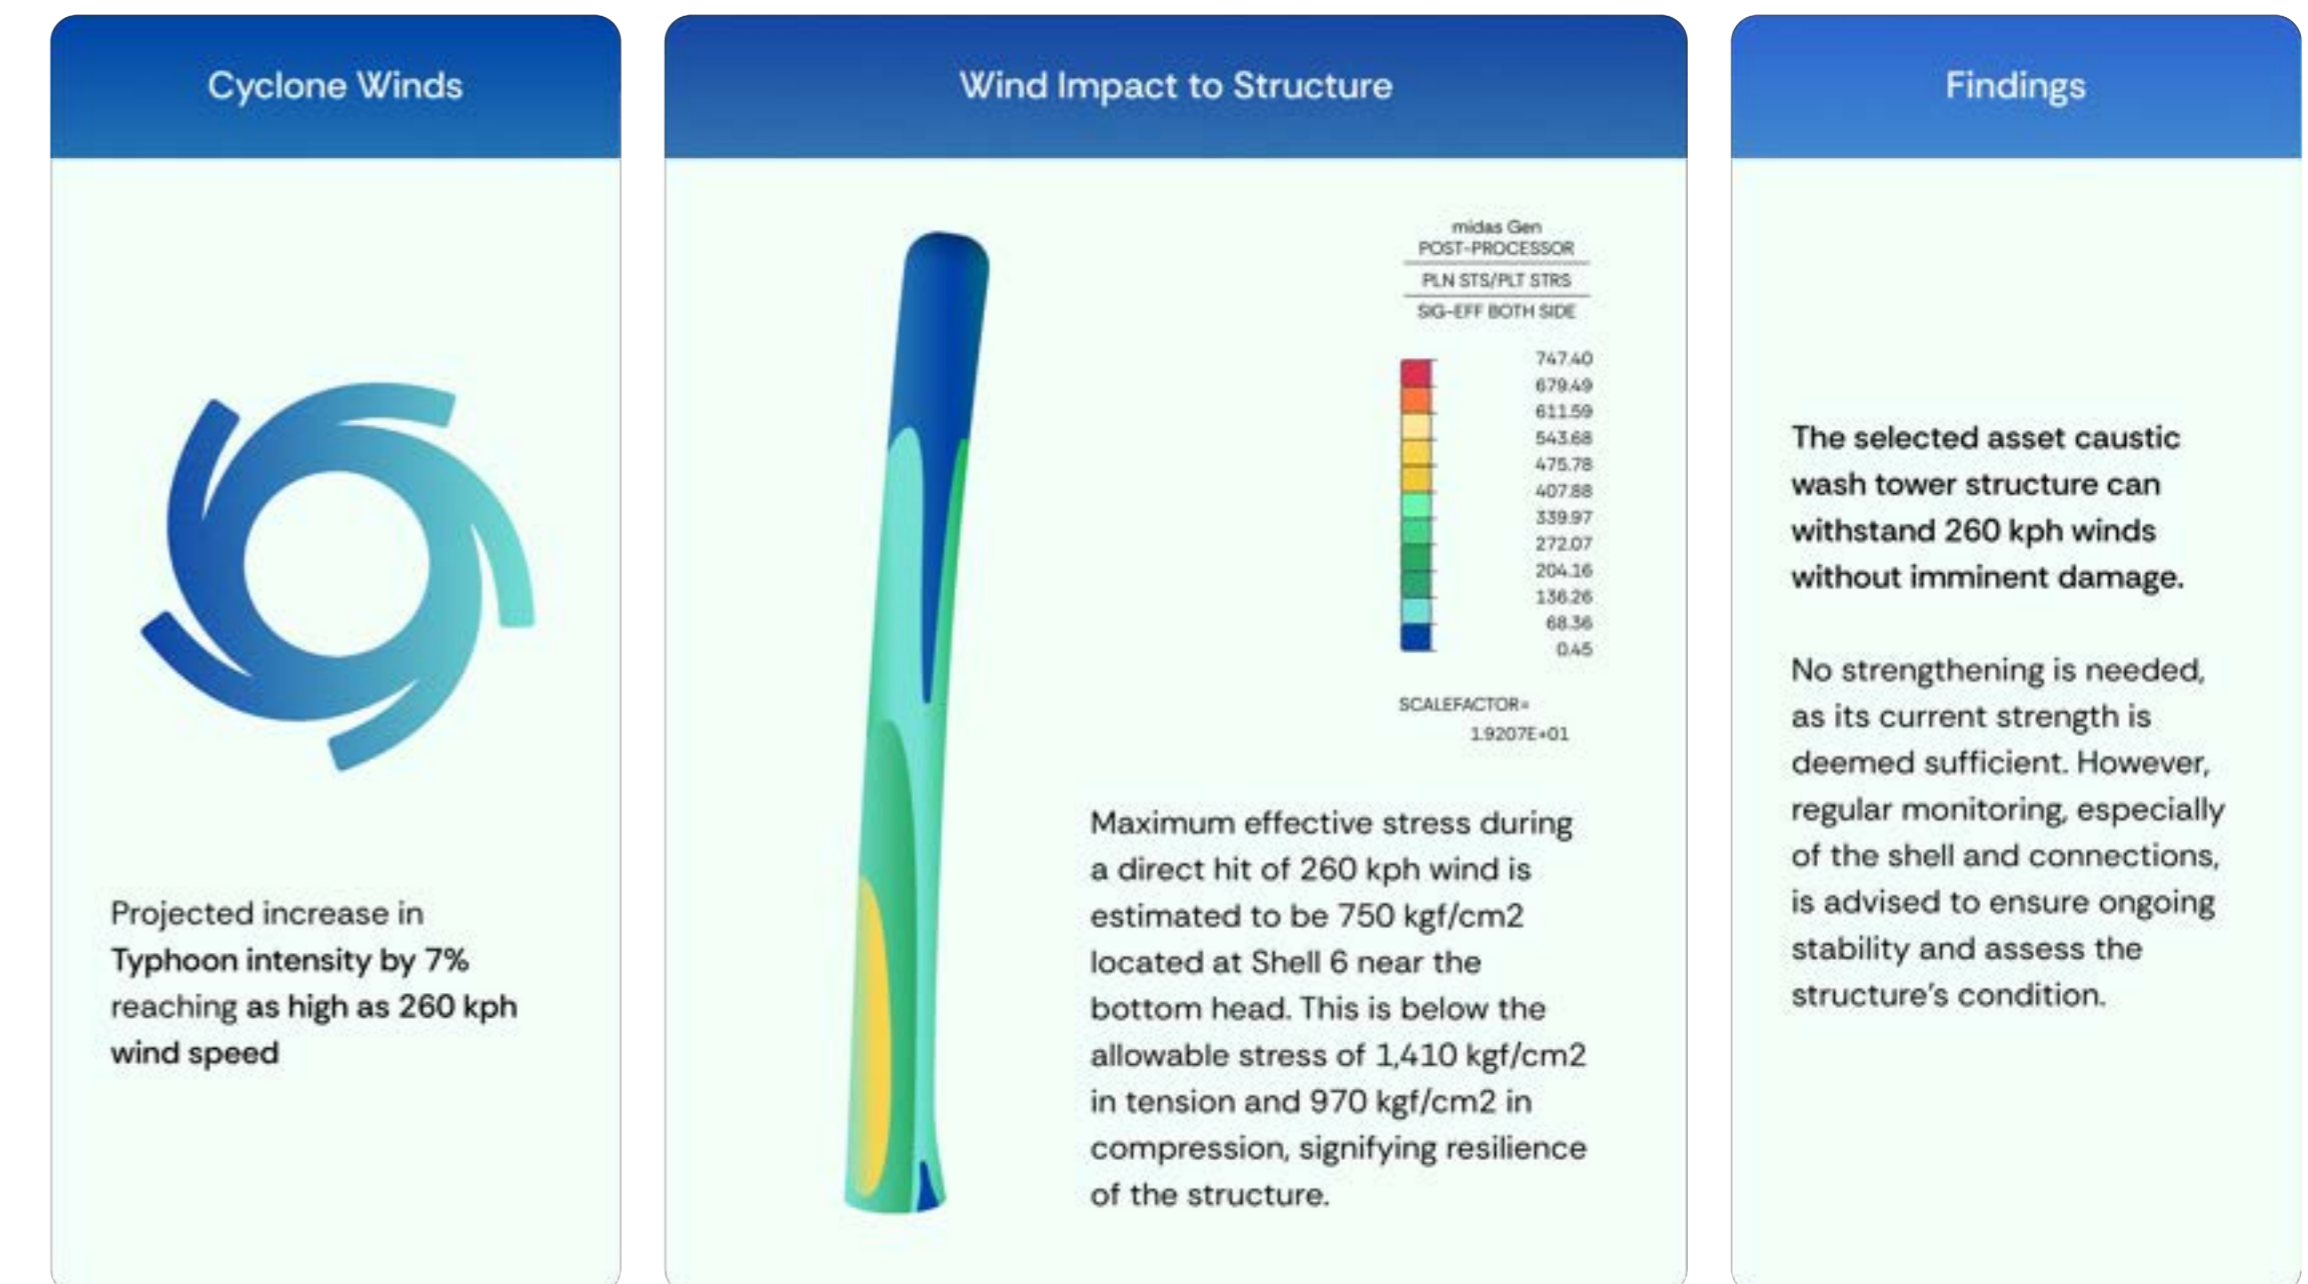 Cyclone Winds
Projected increase in
Typhoon intensity by 7%
reaching as high as 260 kph
wind speed
Wind Impact to Structure
midas Gen
POST-PROCESSOR
PLN STS/PLT STRS
SIG-EFF BOTH SIDE
747.40
679.49
611.59
543.68
475.78
407.88
339.97
272.07
204.16
136.26
68.36
0.45
SCALEFACTOR=
1.9207E+01
Maximum effective stress during
a direct hit of 260 kph wind is
estimated to be 750 kgf/cm2
located at Shell 6 near the
bottom head. This is below the
allowable stress of 1,410 kgf/cm2
in tension and 970 kgf/cm2 in
compression, signifying resilience
of the structure.
Findings
The selected asset caustic
wash tower structure can
withstand 260 kph winds
without imminent damage.
No strengthening is needed,
as its current strength is
deemed sufficient. However,
regular monitoring, especially
of the shell and connections,
is advised to ensure ongoing
stability and assess the
structure's condition.